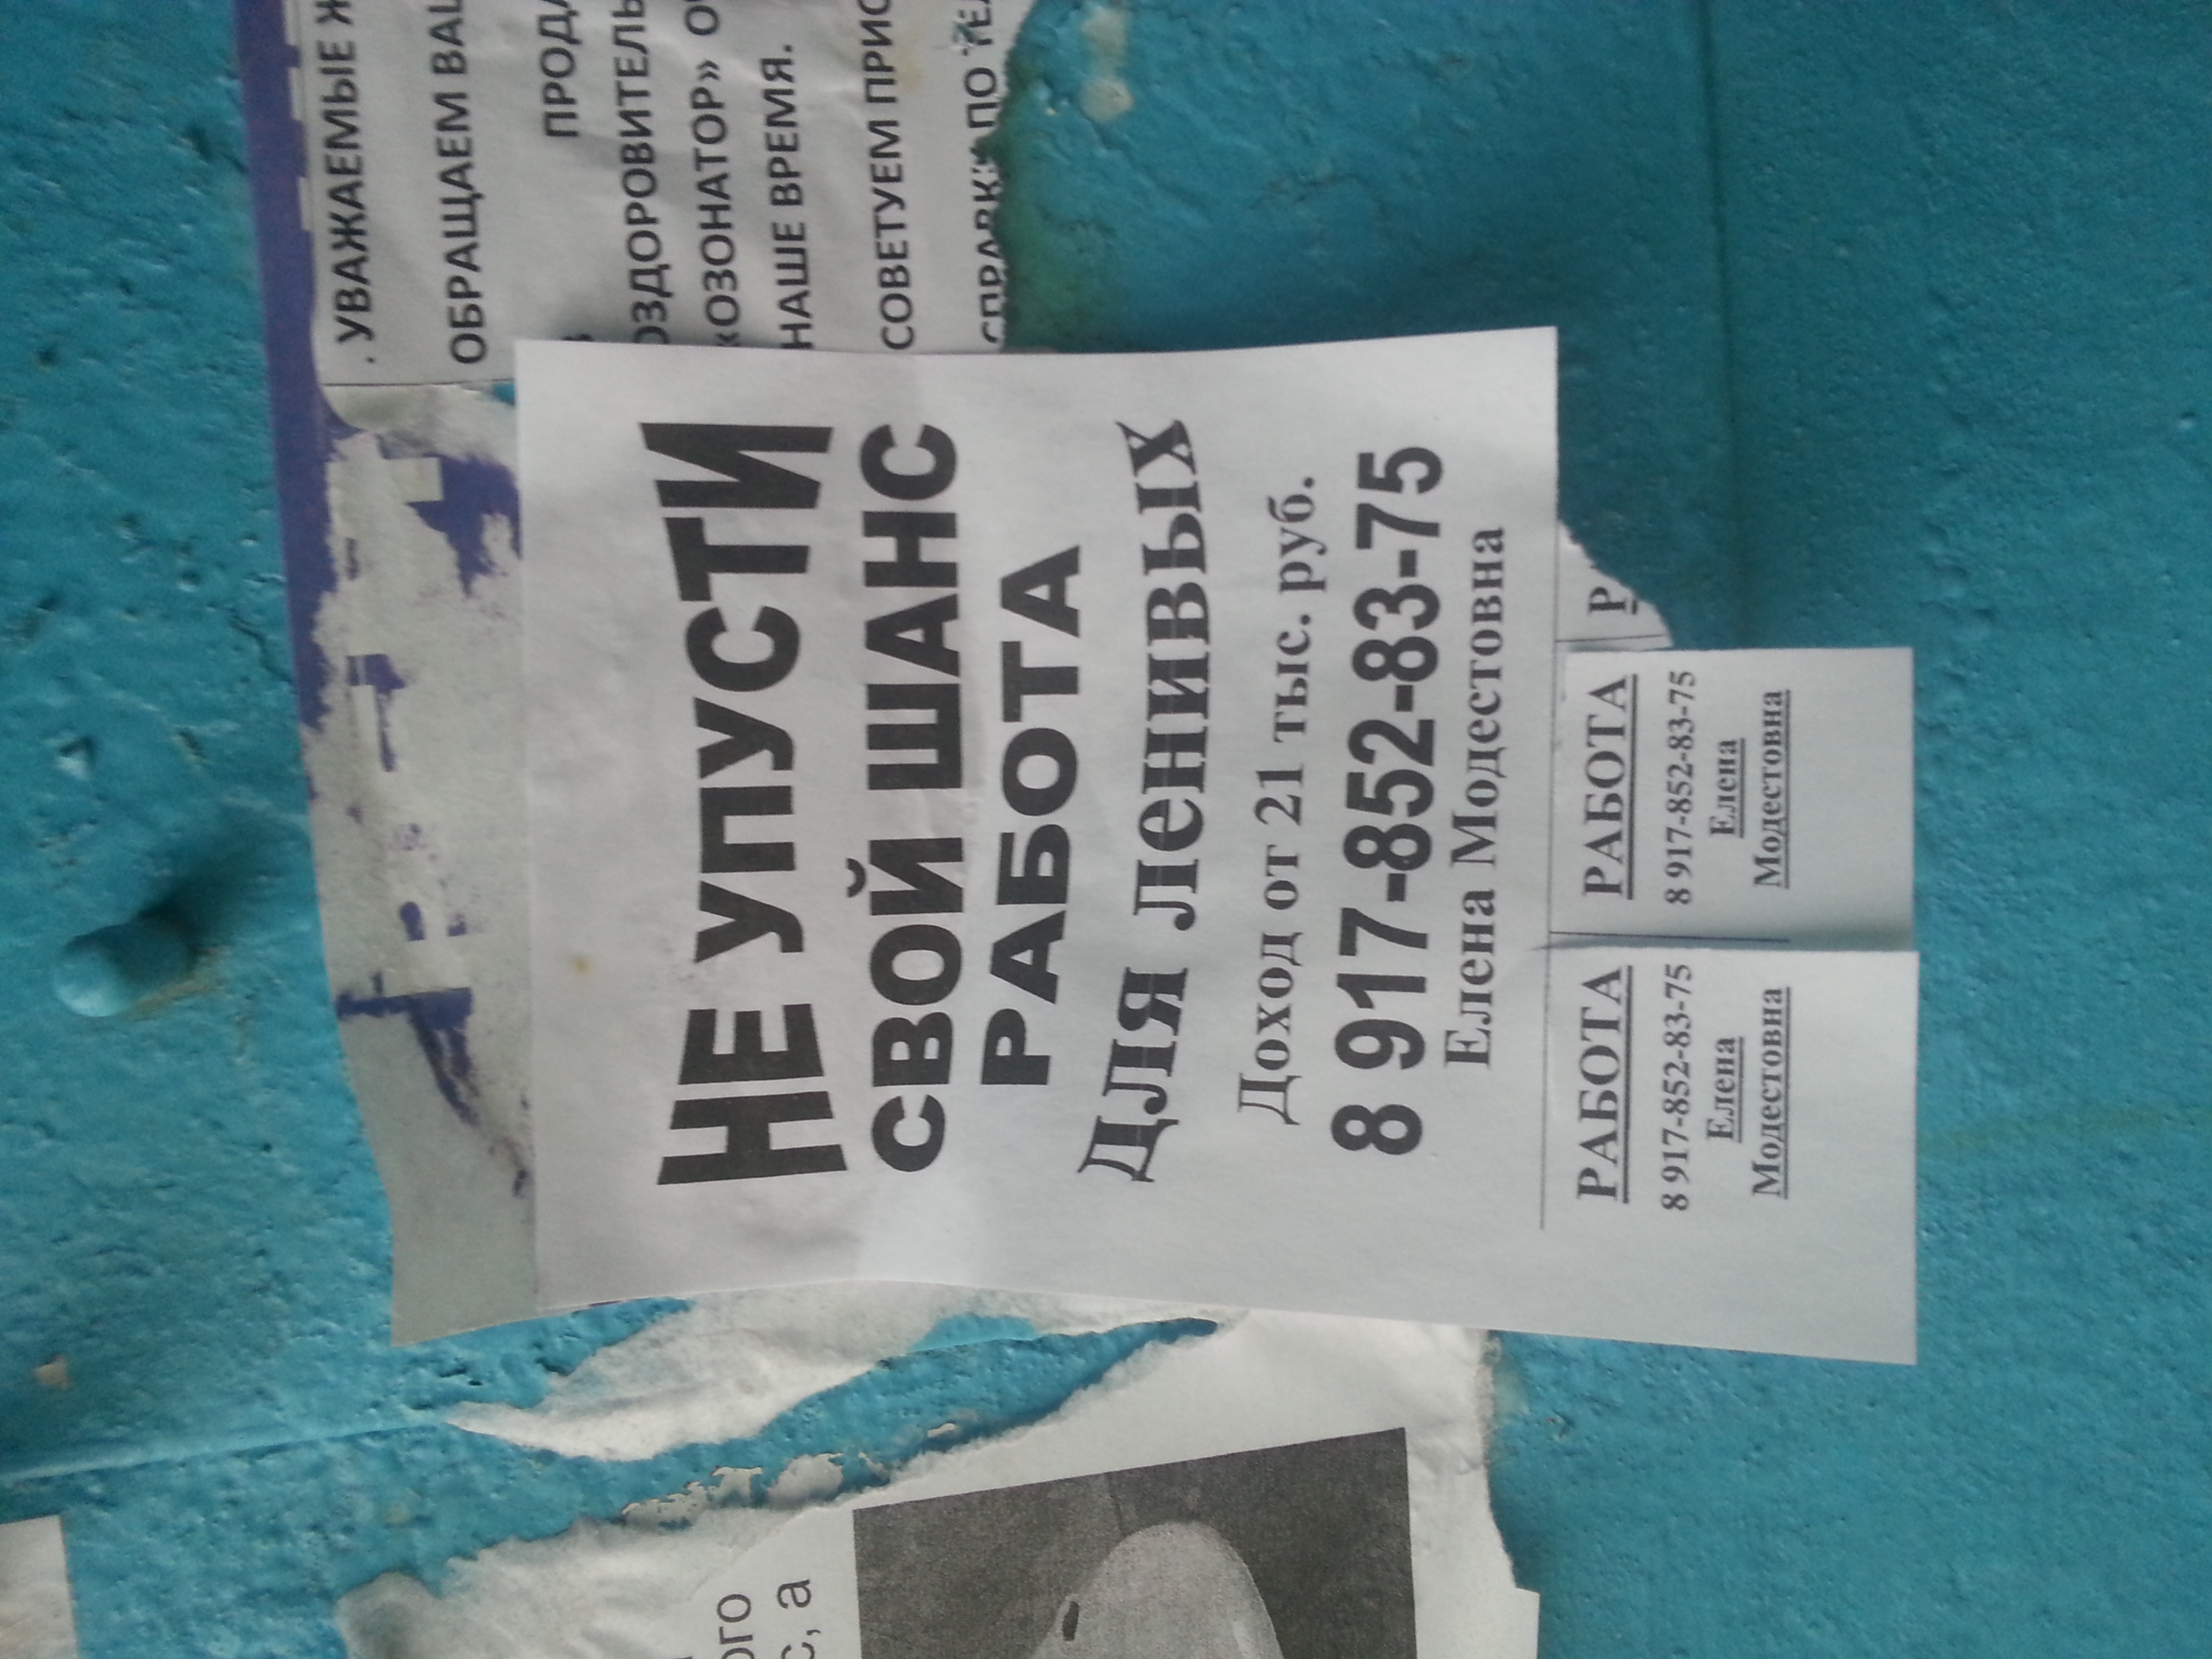 НЕ УПУСТИ
СВОЙ ШАНС
РАБОТА
для ленивых
Доход от 21 тыс. руб.
8 917-852-83-75
Елена Модестовна
РАБОТА
8 917-852-83-75
Елена
Модестовна
РАБОТА
8 917-852-83-75
Елена
Модестовна
. УВАЖАЕМЫЕ
ОБРАЩАЕМ
«ОЗОНАТОР»
НАШЕ ВРЕМЯ.
СОВЕТУЕМ
ПО
с, а